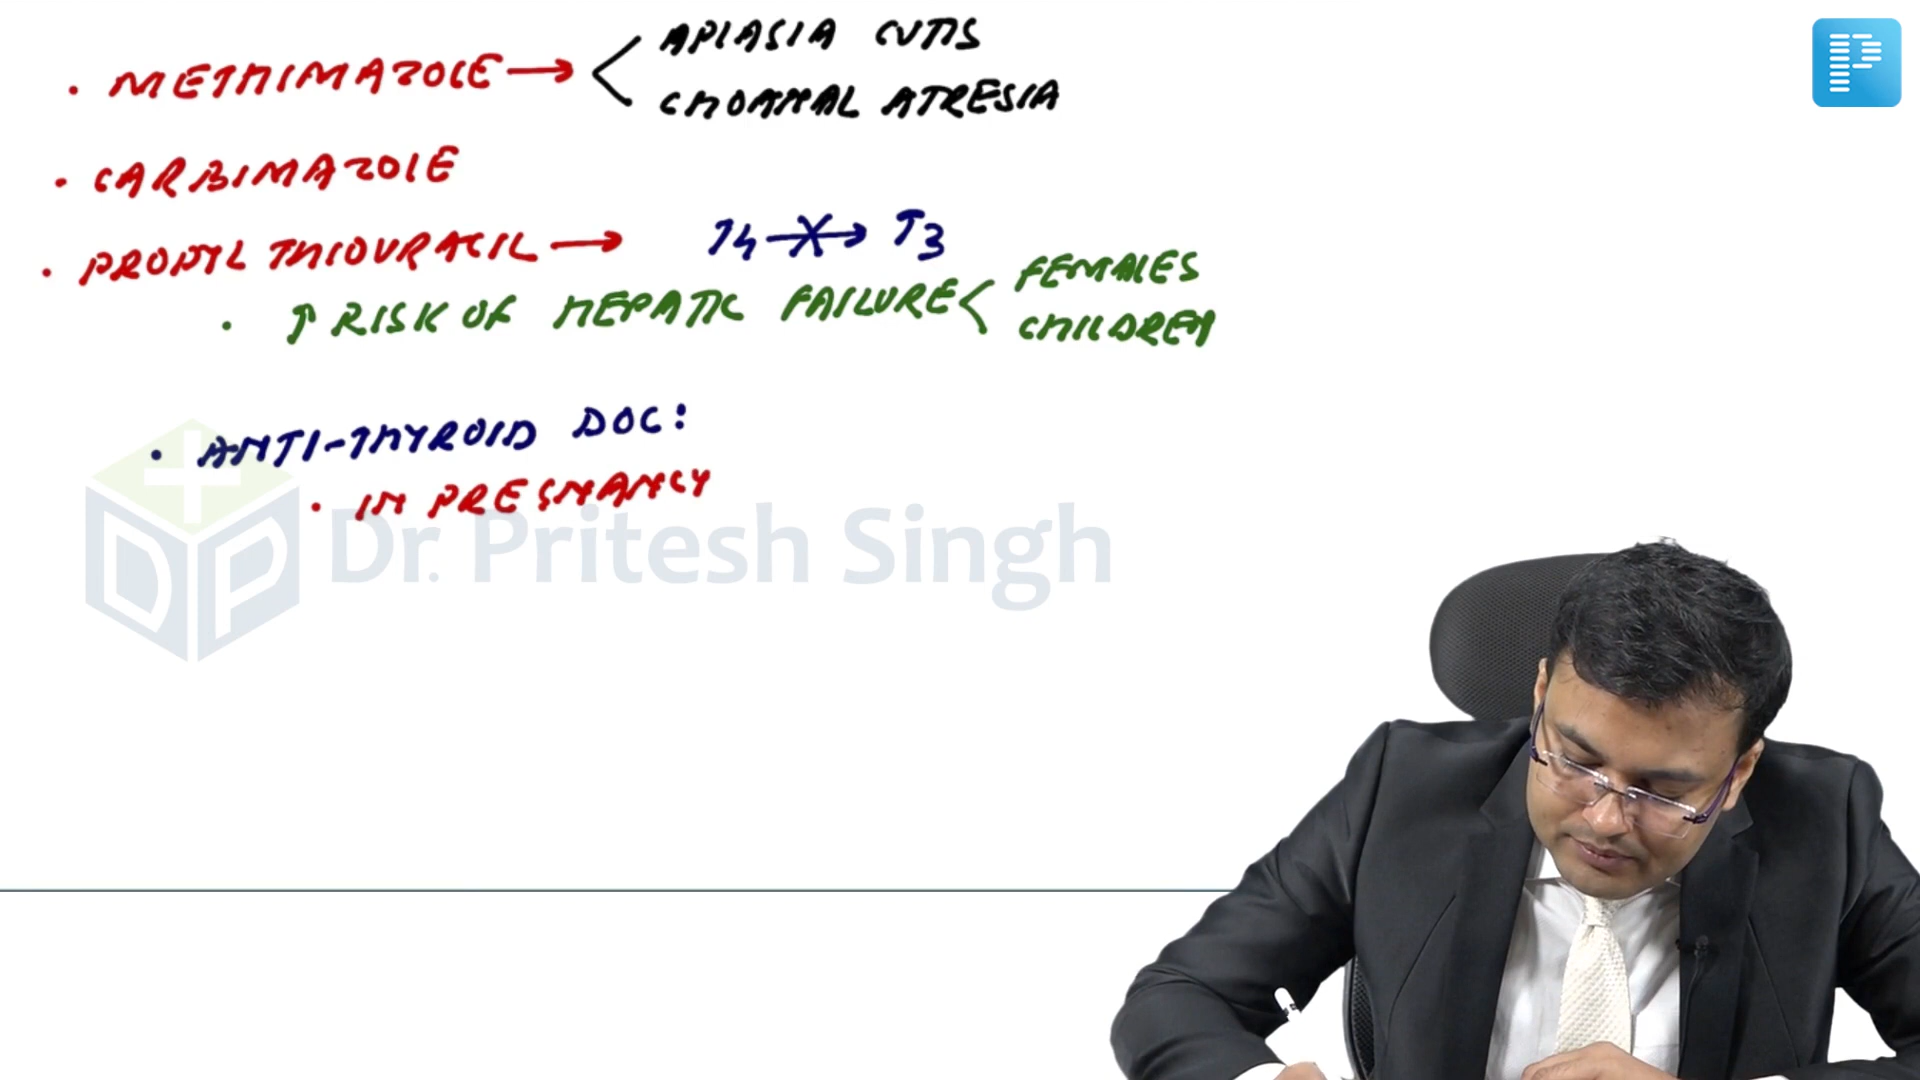 • METHIMAZOLE → < APLASIA CUTIS
CHOANAL ATRESIA
• CARBIMAZOLE
• PROPYL THIOURACIL → T4 -X-> T3
• ↑ RISK OF HEPATIC FAILURE < FEMALES
CHILDREN
• ANTI-THYROID DOC:
• IN PREGNANCY
DP Dr. Pritesh Singh
P